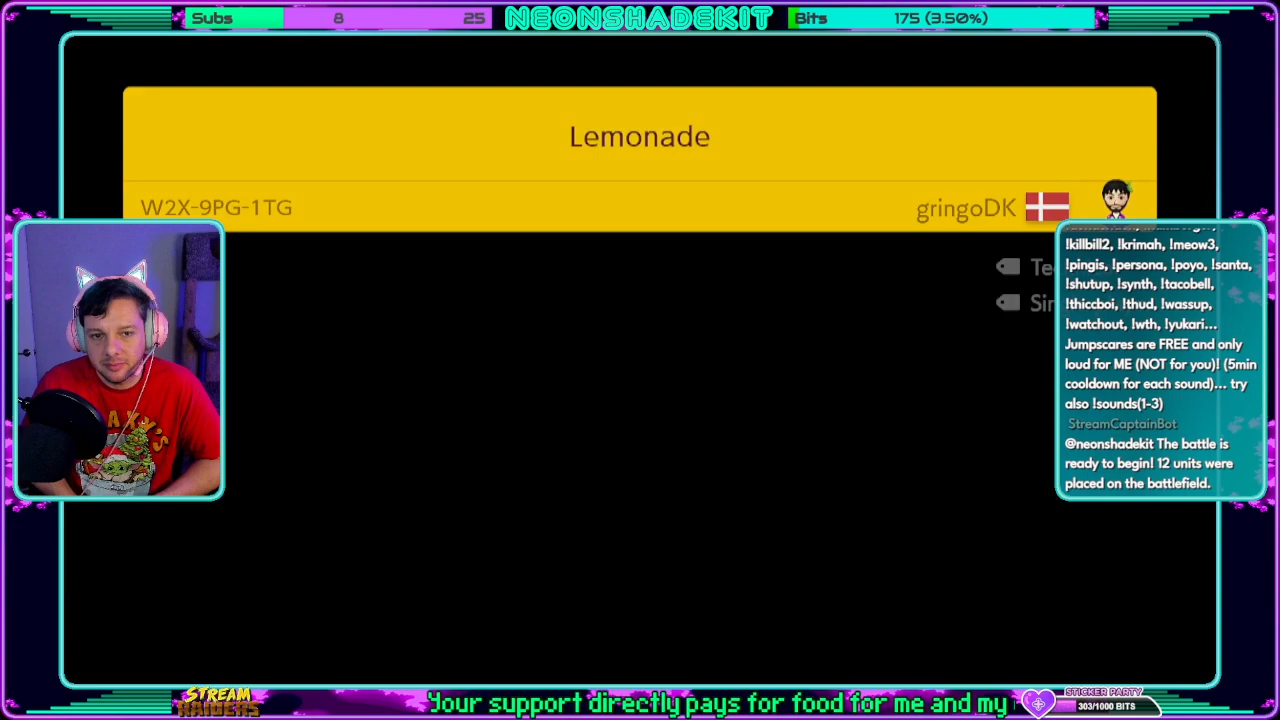 Subs 8 25 NEONSHADEKIT Bits 175 (3.50%)
Lemonade
W2X-9PG-1TG gringoDK
Te
Sin
!killbill2, !krimah, !meow3,
!pingis, !persona, !poyo, !santa,
!shutup, !synth, !tacobell,
!thiccboi, !thud, !wassup,
!watchout, !wth, !yukari...
Jumpscares are FREE and only
loud for ME (NOT for you)! (5min
cooldown for each sound)... try
also !sounds(1-3)
StreamCaptainBot
@neonshadekit The battle is
ready to begin! 12 units were
placed on the battlefield.
STREAM
RAIDERS
Your support directly pays for food for me and my
STICKER PARTY
303/1000 BITS